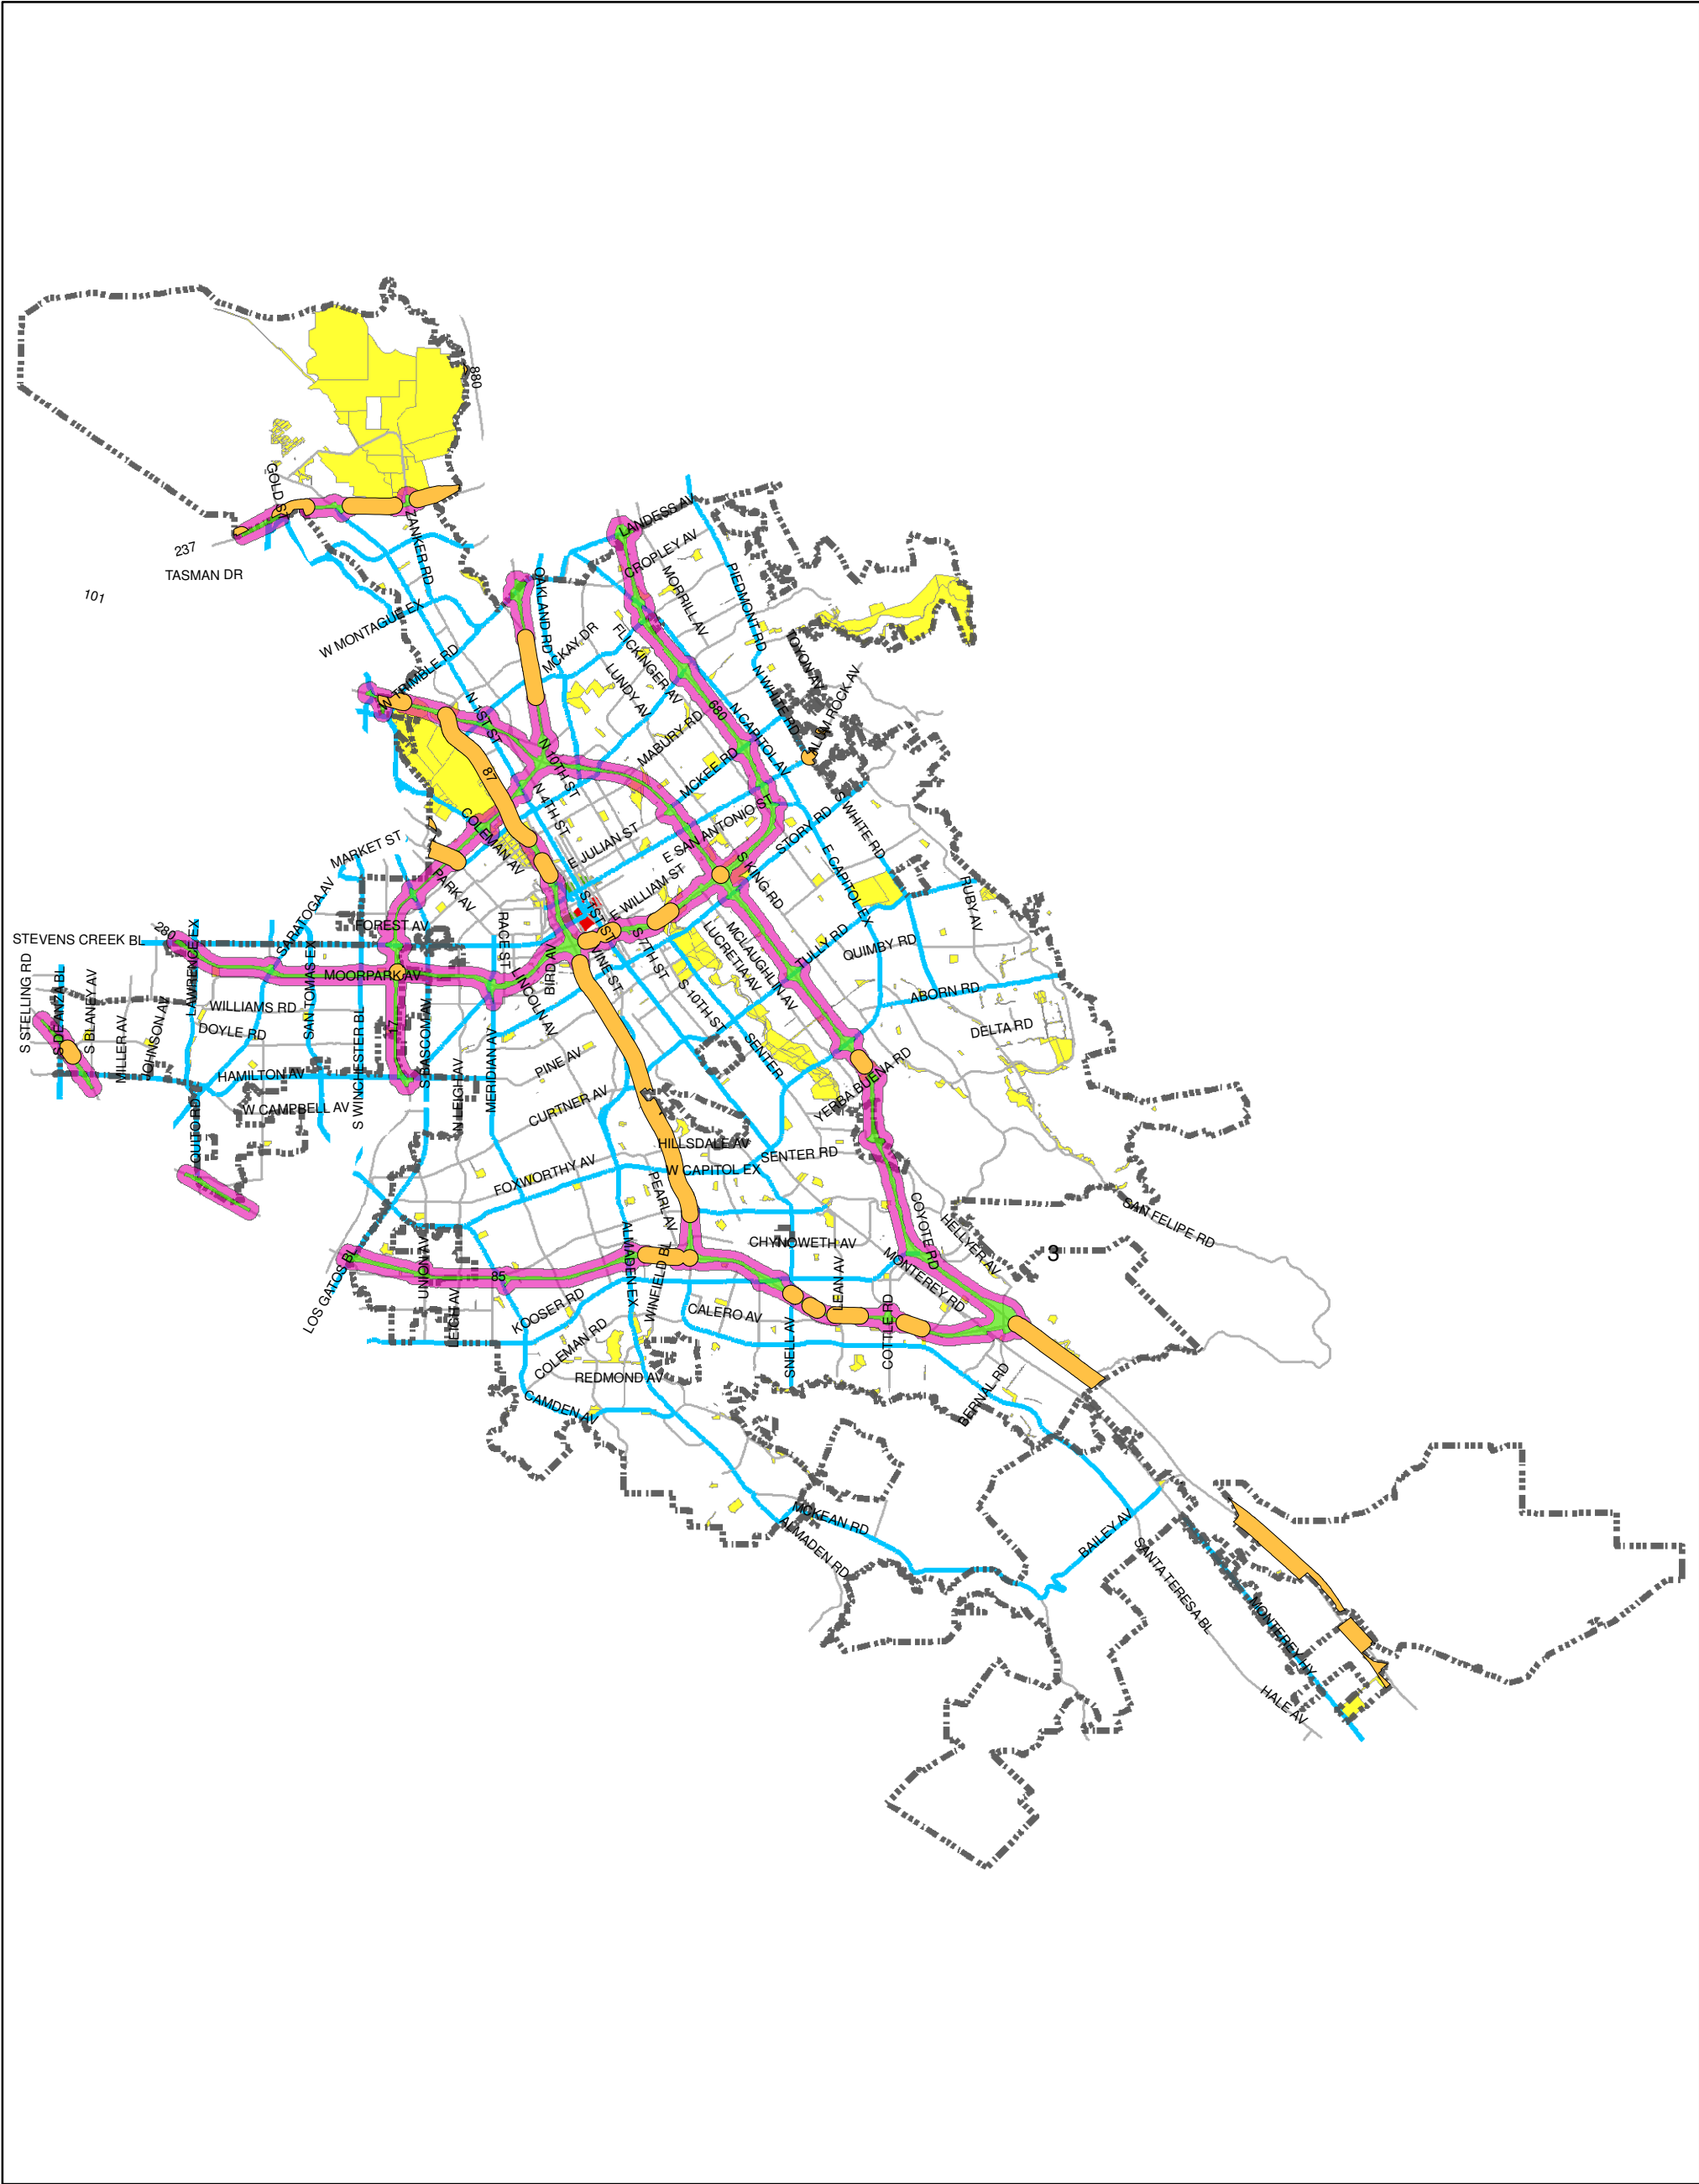 880
GOLD ST
ZANKER RD
237
TASMAN DR
101
LANDESS AV
CROPLEY AV
OAKLAND RD
MORRILL AV
PIEDMONT RD
W MONTAGUE EX
MCKAY DR
FLICKINGER AV
TOYON AV
W TRIMBLE RD
LUNDY AV
N WHITE RD
ALUM ROCK AV
N 1ST ST
680
N CAPITOL AV
MABURY RD
87
N 10TH ST
MCKEE RD
N 4TH ST
COLEMAN AV
MARKET ST
E JULIAN ST
E SAN ANTONIO ST
STORY RD
S WHITE RD
PARK AV
E WILLIAM ST
S KING RD
E CAPITOL EX
SARATOGA AV
RUBY AV
280
LAWRENCE EX
FOREST AV
RACE ST
S 1ST ST
STEVENS CREEK BL
SAN TOMAS EX
S 7TH ST
LUCRETIA AV
MCLAUGHLIN AV
TULLY RD
QUIMBY RD
MOORPARK AV
LINCOLN AV
BIRD AV
VINE ST
S STELLING RD
S DE ANZA BL
S BLANEY AV
MILLER AV
JOHNSON AV
WILLIAMS RD
DOYLE RD
S WINCHESTER BL
17
S BASCOM AV
S 10TH ST
ABORN RD
DELTA RD
HAMILTON AV
N LEIGH AV
MERIDIAN AV
PINE AV
SENTER
YERBA BUENA RD
W CAMPBELL AV
QUITO RD
CURTNER AV
HILLSDALE AV
SENTER RD
W CAPITOL EX
FOXWORTHY AV
PEARL AV
COYOTE RD
HELLYER AV
SAN FELIPE RD
3
LOS GATOS BL
UNION AV
85
ALMADEN EX
WINFIELD BL
CHYNOWETH AV
MONTEREY RD
LEAN AV
LEIGH AV
KOOSER RD
CALERO AV
SNELL AV
COTTLE RD
COLEMAN RD
REDMOND AV
CAMDEN AV
BERNAL RD
MCKEAN RD
ALMADEN RD
BAILEY AV
SANTA TERESA BL
MONTEREY HY
HALE AV